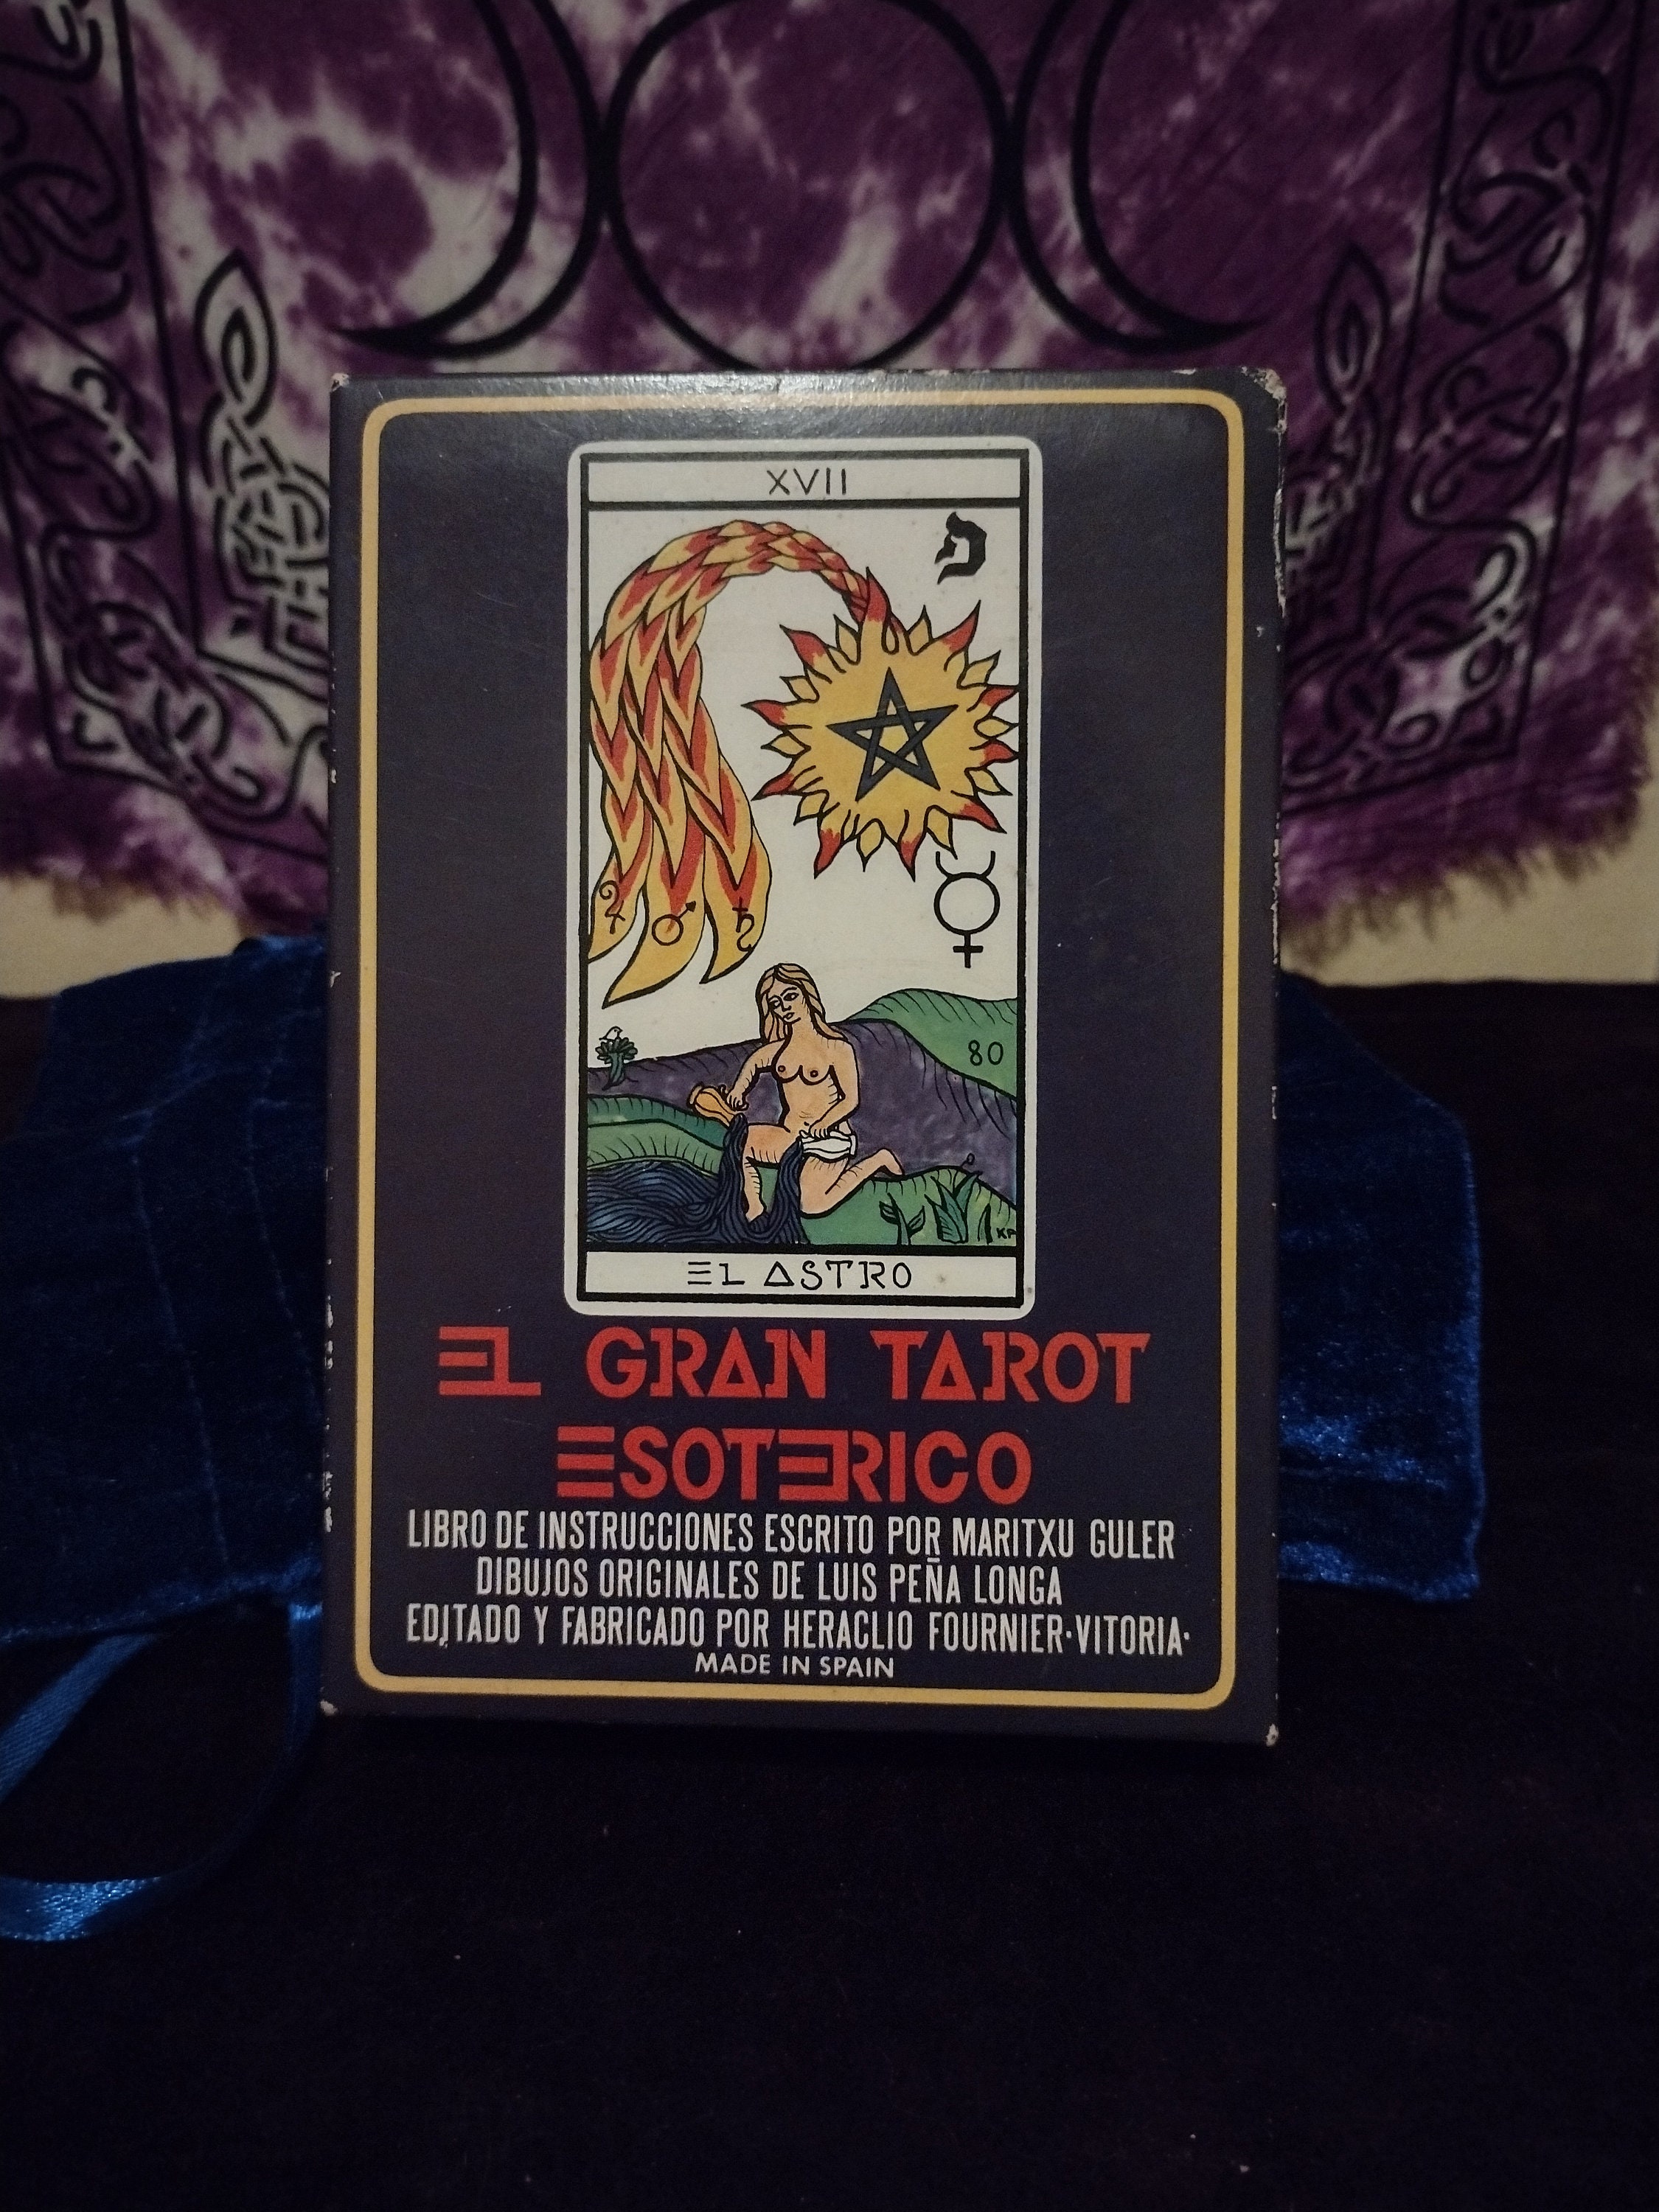 XVII
פ
80
KP
EL ASTRO
EL GRAN TAROT
ESOTERICO
LIBRO DE INSTRUCCIONES ESCRITO POR MARITXU GULER
DIBUJOS ORIGINALES DE LUIS PEÑA LONGA
EDITADO Y FABRICADO POR HERACLIO FOURNIER·VITORIA·
MADE IN SPAIN